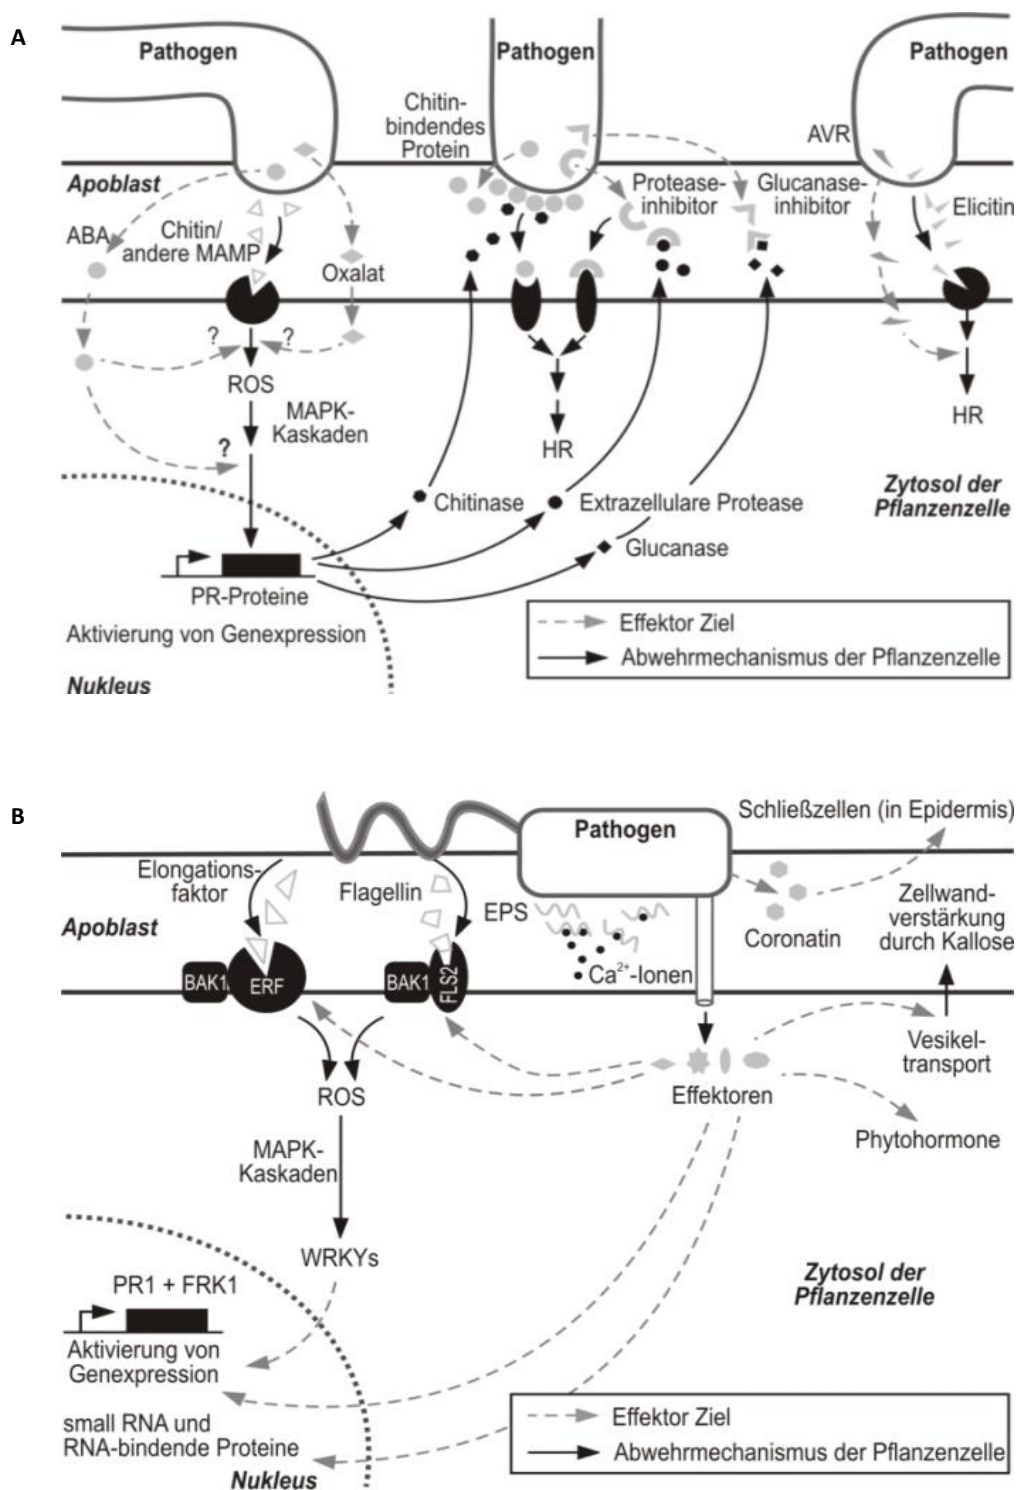 A
Pathogen
Pathogen
Pathogen
Chitin-
bindendes
Protein
AVR
Apoblast
Protease-
inhibitor
Glucanase-
inhibitor
Elicitin
ABA
Chitin/
andere MAMP
Oxalat
?
?
ROS
HR
MAPK-
Kaskaden
?
HR
Zytosol der
Pflanzenzelle
Chitinase
Extrazellulare Protease
Glucanase
PR-Proteine
Aktivierung von Genexpression
Effektor Ziel
Abwehrmechanismus der Pflanzenzelle
Nukleus
B
Schließzellen (in Epidermis)
Pathogen
Elongations-
faktor
Flagellin
EPS
Zellwand-
verstärkung
durch Kallose
Apoblast
Coronatin
Ca²⁺-Ionen
BAK1
ERF
BAK1
FLS2
Vesikel-
transport
ROS
Effektoren
Phytohormone
MAPK-
Kaskaden
WRKYs
PR1 + FRK1
Zytosol der
Pflanzenzelle
Aktivierung von
Genexpression
small RNA und
RNA-bindende Proteine
Nukleus
Effektor Ziel
Abwehrmechanismus der Pflanzenzelle